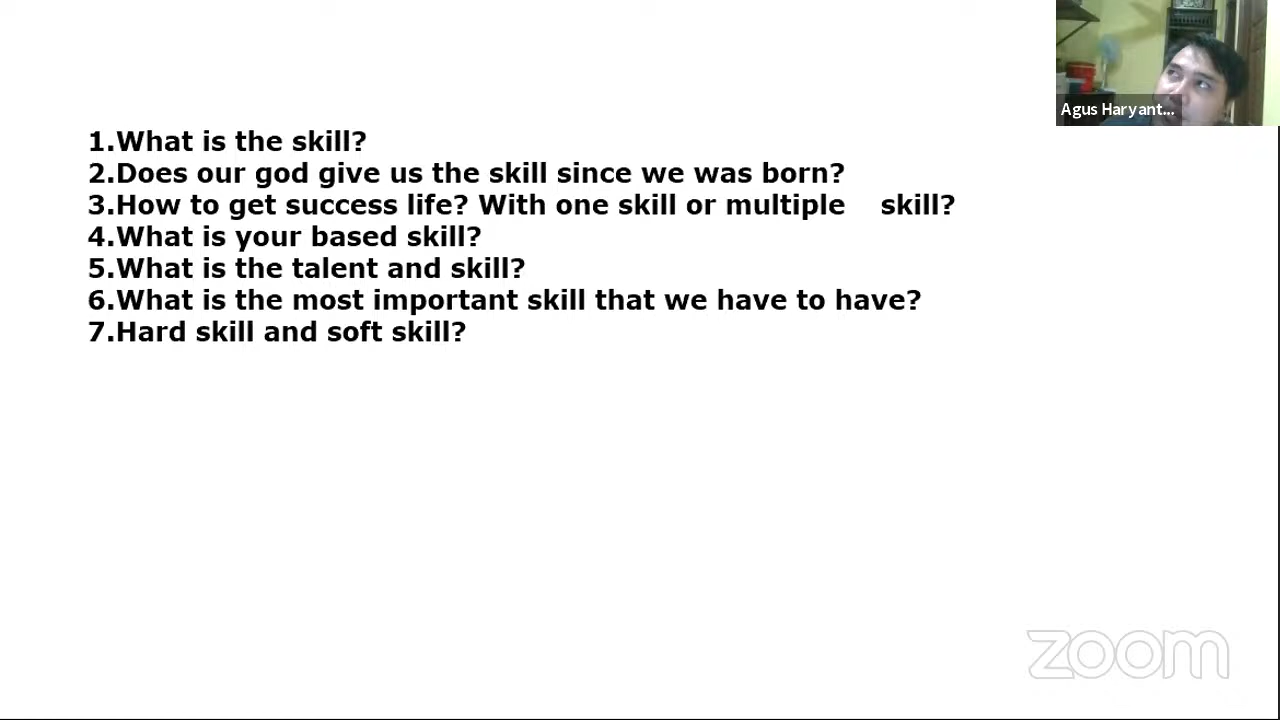 Agus Haryant...
1.What is the skill?
2.Does our god give us the skill since we was born?
3.How to get success life? With one skill or multiple    skill?
4.What is your based skill?
5.What is the talent and skill?
6.What is the most important skill that we have to have?
7.Hard skill and soft skill?
zoom